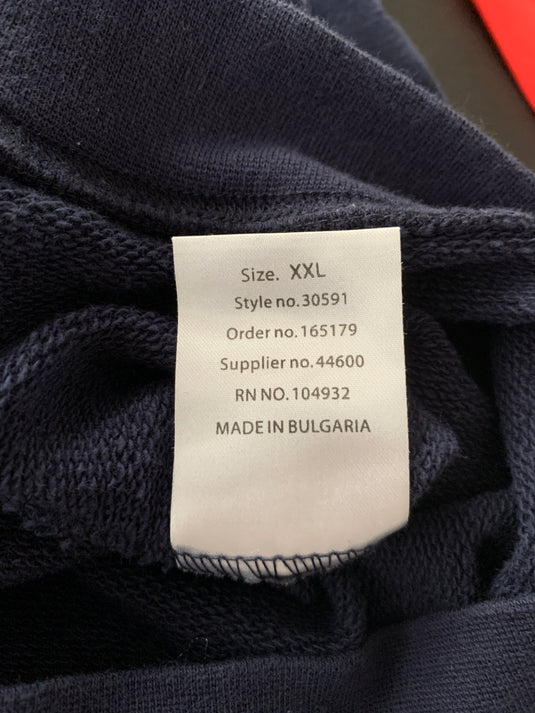 Size. XXL
Style no. 30591
Order no. 165179
Supplier no. 44600
RN NO. 104932
MADE IN BULGARIA